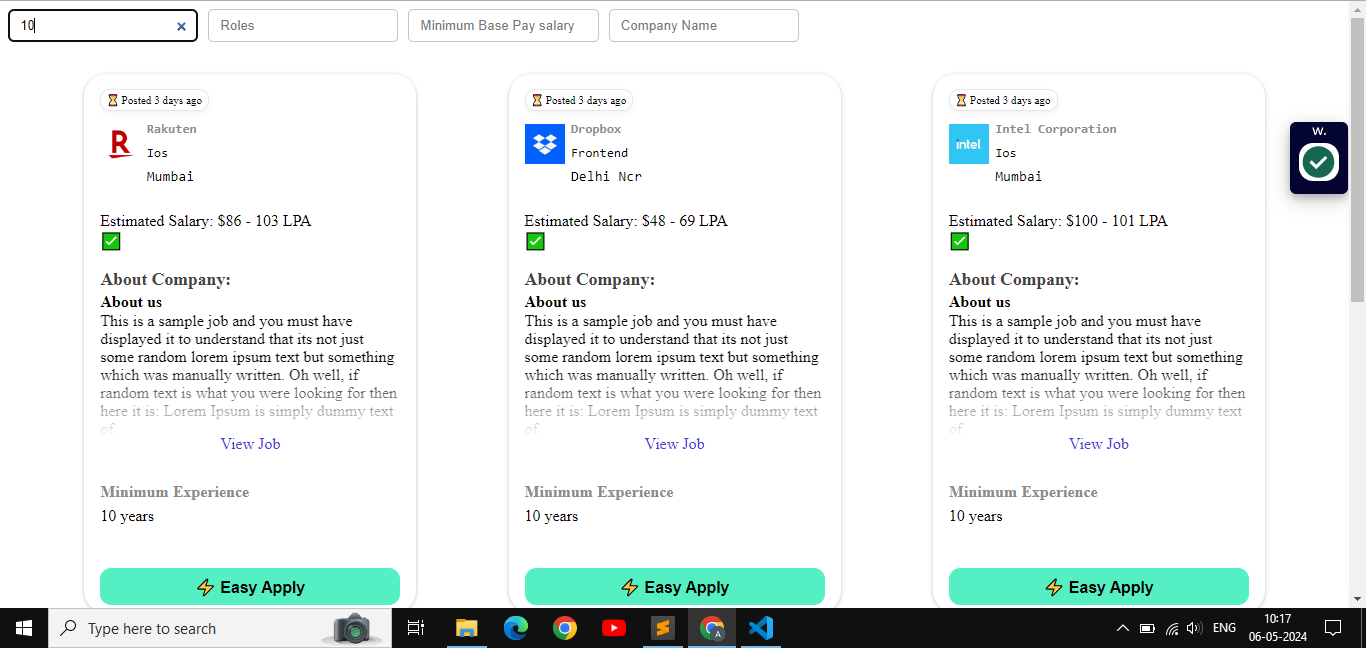 10
Roles
Minimum Base Pay salary
Company Name
W.
⌛ Posted 3 days ago
R
Rakuten
Ios
Mumbai
Estimated Salary: $86 - 103 LPA
✅
About Company:
About us
This is a sample job and you must have
displayed it to understand that its not just
some random lorem ipsum text but something
which was manually written. Oh well, if
random text is what you were looking for then
here it is: Lorem Ipsum is simply dummy text
of
View Job
Minimum Experience
10 years
⚡ Easy Apply
⌛ Posted 3 days ago
Dropbox
Frontend
Delhi Ncr
Estimated Salary: $48 - 69 LPA
✅
About Company:
About us
This is a sample job and you must have
displayed it to understand that its not just
some random lorem ipsum text but something
which was manually written. Oh well, if
random text is what you were looking for then
here it is: Lorem Ipsum is simply dummy text
of
View Job
Minimum Experience
10 years
⚡ Easy Apply
⌛ Posted 3 days ago
intel
Intel Corporation
Ios
Mumbai
Estimated Salary: $100 - 101 LPA
✅
About Company:
About us
This is a sample job and you must have
displayed it to understand that its not just
some random lorem ipsum text but something
which was manually written. Oh well, if
random text is what you were looking for then
here it is: Lorem Ipsum is simply dummy text
of
View Job
Minimum Experience
10 years
⚡ Easy Apply
Type here to search
A
ENG
10:17
06-05-2024